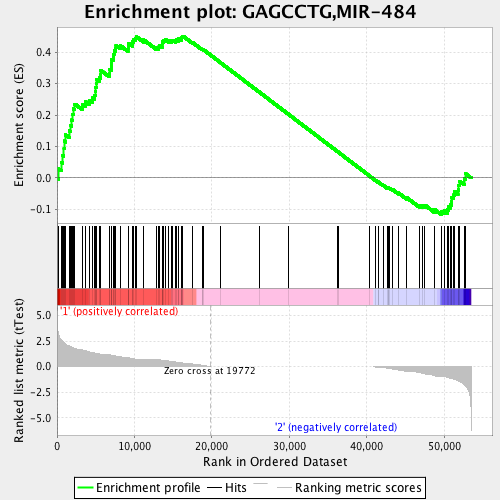 Enrichment plot: GAGCCTG,MIR-484
Enrichment score (ES)
0.4
0.3
0.2
0.1
0.0
-0.1
'1' (positively correlated)
Ranked list metric (tTest)
5.0
2.5
0.0
-2.5
-5.0
Zero cross at 19772
'2' (negatively correlated)
0
10,000
20,000
30,000
40,000
50,000
Rank in Ordered Dataset
Enrichment profile
Hits
Ranking metric scores